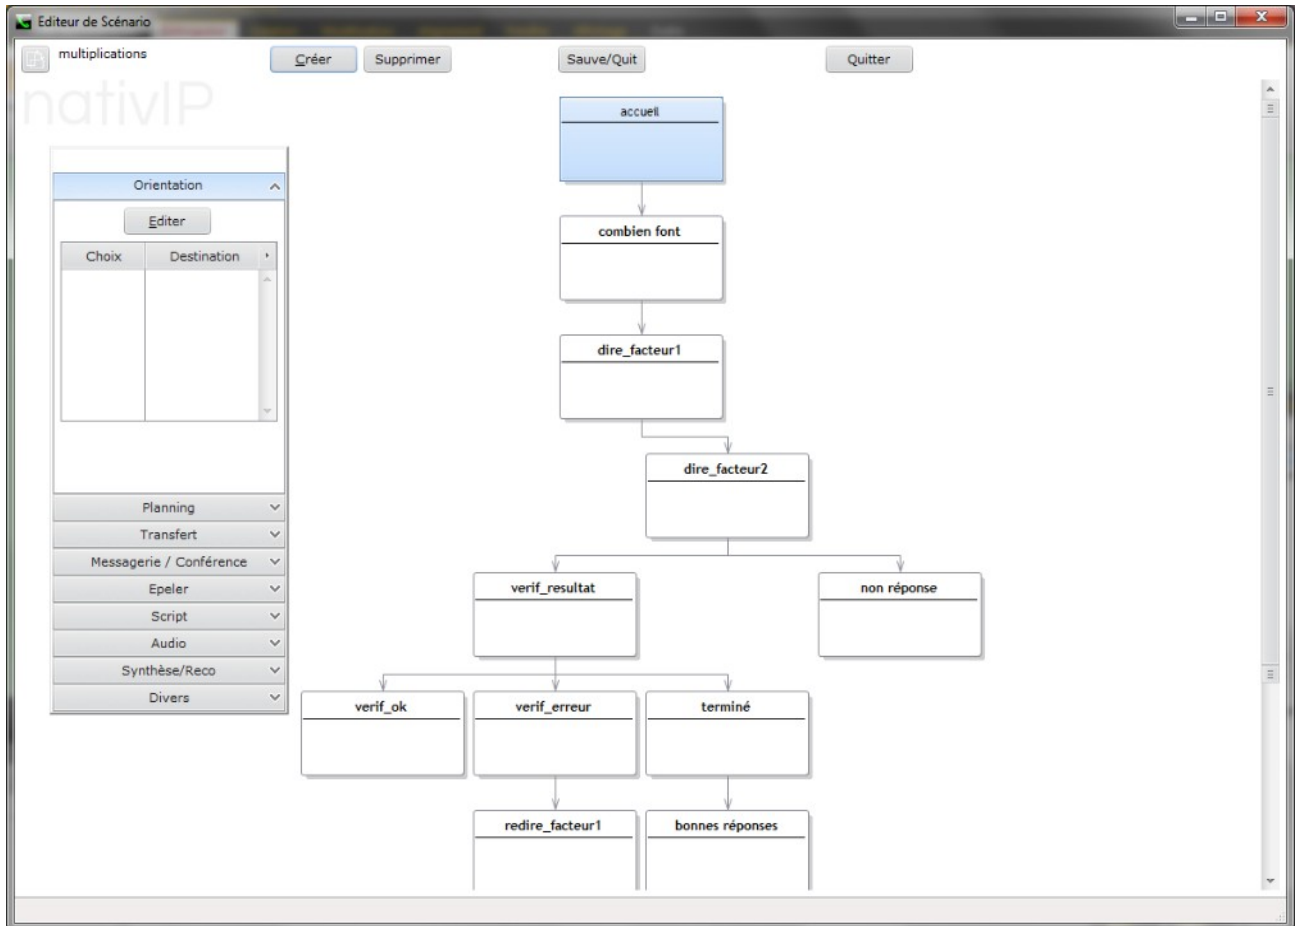 Editeur de Scénario
multiplications
Créer
Supprimer
Sauve/Quit
Quitter
nativIP
accueil
Orientation
Editer
Choix
Destination
combien font
dire_facteur1
dire_facteur2
Planning
Transfert
Messagerie / Conférence
Epeler
Script
Audio
Synthèse/Reco
Divers
verif_resultat
non réponse
verif_ok
verif_erreur
terminé
redire_facteur1
bonnes réponses